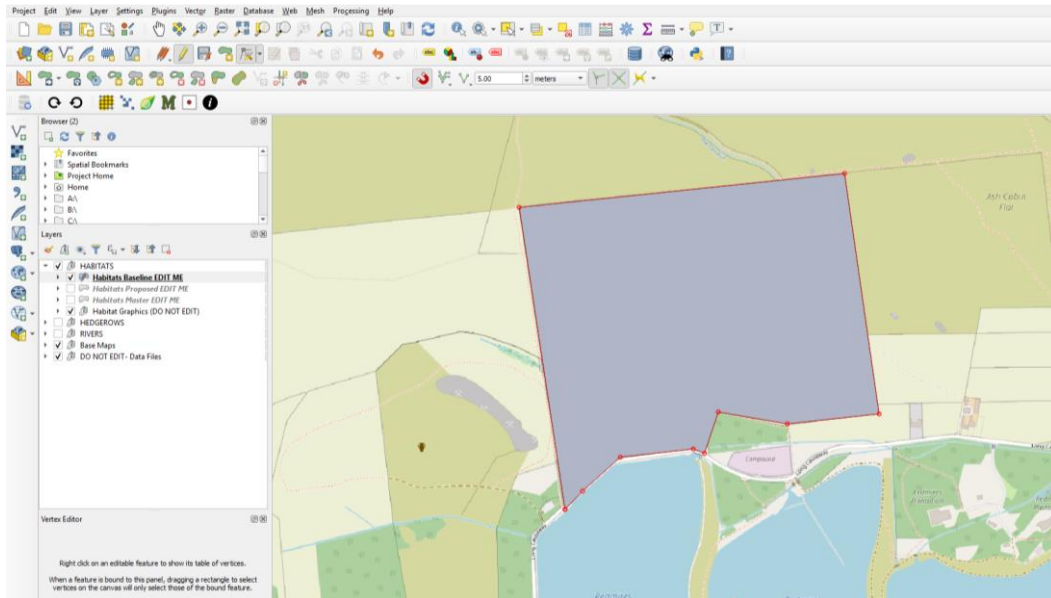 Project Edit View Layer Settings Plugins Vector Raster Database Web Mesh Processing Help
5.00 meters
M
Browser (2)
Favorites
Spatial Bookmarks
Project Home
Home
A:\
B:\
C:\
Layers
HABITATS
Habitats Baseline EDIT ME
Habitats Proposed EDIT ME
Habitats Master EDIT ME
Habitat Graphics (DO NOT EDIT)
HEDGEROWS
RIVERS
Base Maps
DO NOT EDIT- Data Files
Vertex Editor
Right click on an editable feature to show its table of vertices.
When a feature is bound to this panel, dragging a rectangle to select
vertices on the canvas will only select those of the bound feature.
Ash Cabin
Flat
Compound
Long Causeway
Plantation